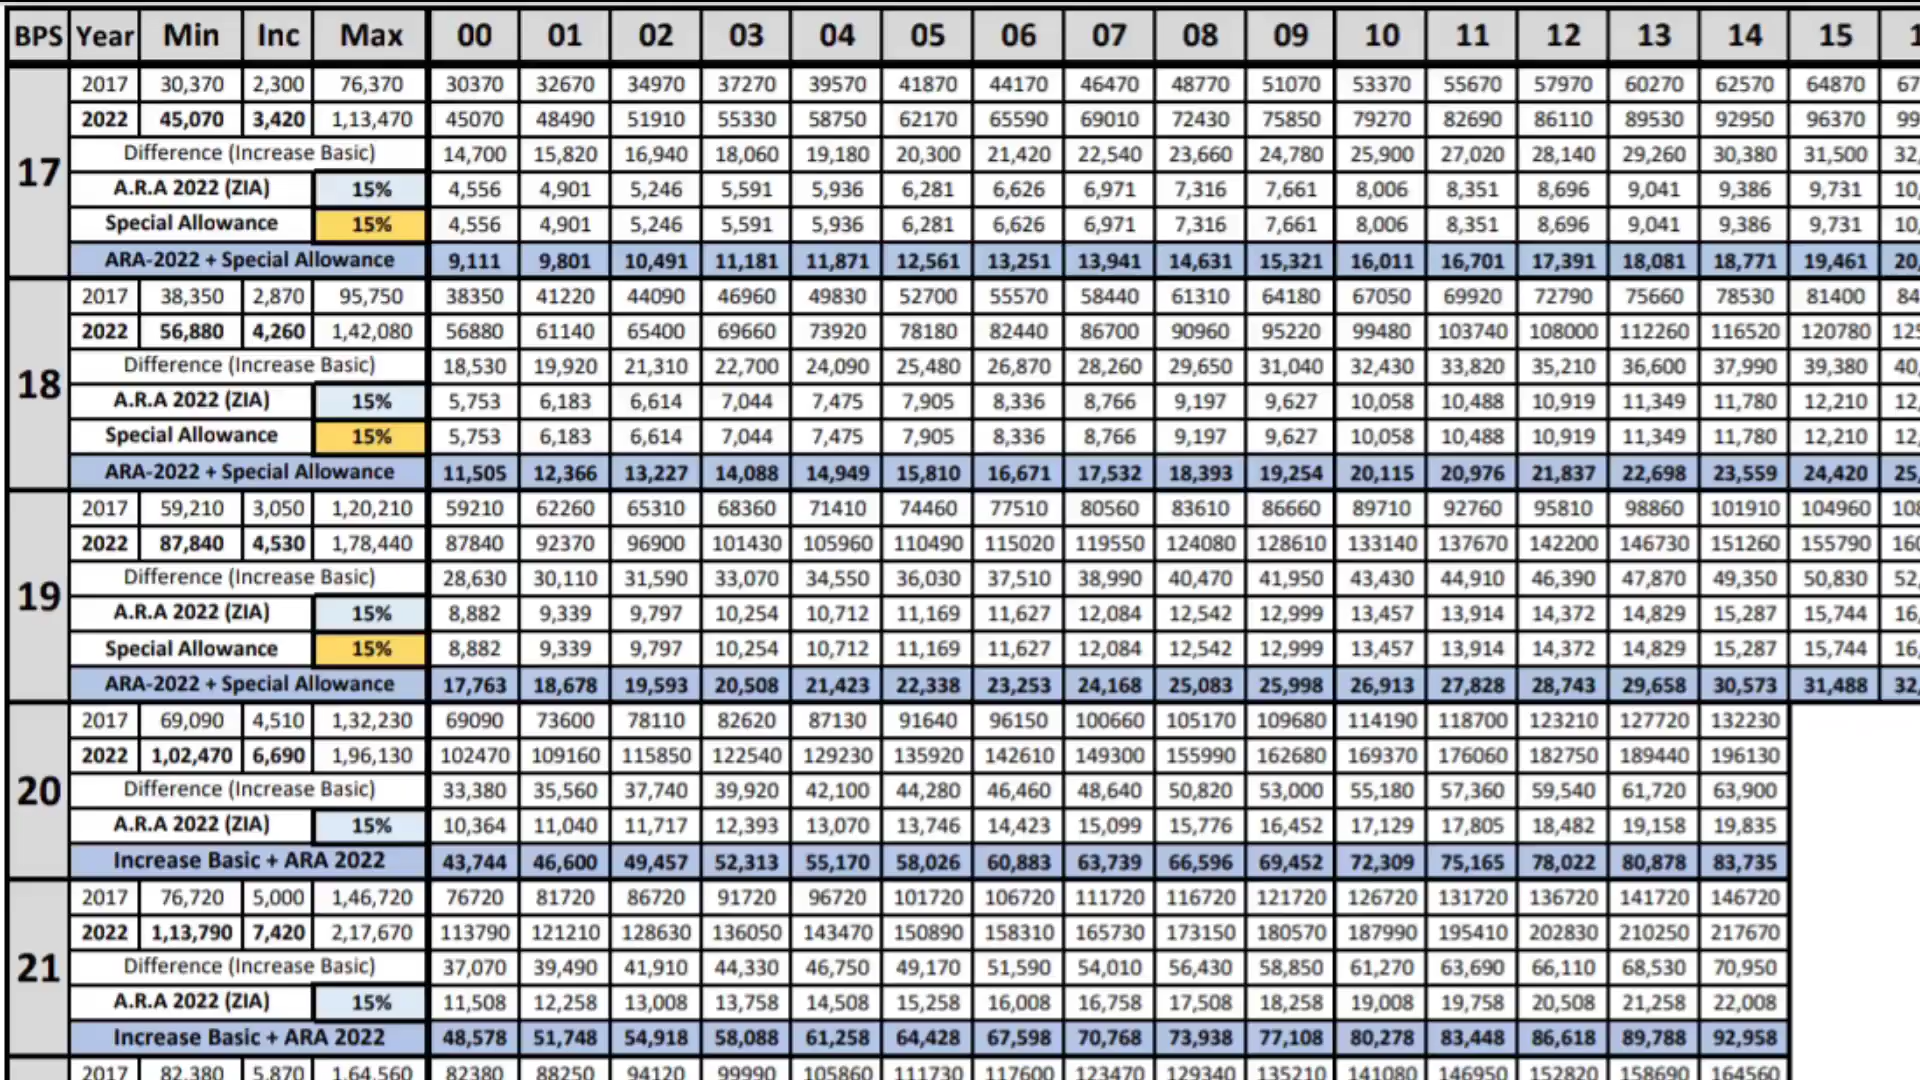 BPS Year Min Inc Max 00 01 02 03 04 05 06 07 08 09 10 11 12 13 14 15 1
17
2017 30,370 2,300 76,370 30370 32670 34970 37270 39570 41870 44170 46470 48770 51070 53370 55670 57970 60270 62570 64870 67
2022 45,070 3,420 1,13,470 45070 48490 51910 55330 58750 62170 65590 69010 72430 75850 79270 82690 86110 89530 92950 96370 99
Difference (Increase Basic) 14,700 15,820 16,940 18,060 19,180 20,300 21,420 22,540 23,660 24,780 25,900 27,020 28,140 29,260 30,380 31,500 32,
A.R.A 2022 (ZIA) 15% 4,556 4,901 5,246 5,591 5,936 6,281 6,626 6,971 7,316 7,661 8,006 8,351 8,696 9,041 9,386 9,731 10,
Special Allowance 15% 4,556 4,901 5,246 5,591 5,936 6,281 6,626 6,971 7,316 7,661 8,006 8,351 8,696 9,041 9,386 9,731 10,
ARA-2022 + Special Allowance 9,111 9,801 10,491 11,181 11,871 12,561 13,251 13,941 14,631 15,321 16,011 16,701 17,391 18,081 18,771 19,461 20,
18
2017 38,350 2,870 95,750 38350 41220 44090 46960 49830 52700 55570 58440 61310 64180 67050 69920 72790 75660 78530 81400 84
2022 56,880 4,260 1,42,080 56880 61140 65400 69660 73920 78180 82440 86700 90960 95220 99480 103740 108000 112260 116520 120780 125
Difference (Increase Basic) 18,530 19,920 21,310 22,700 24,090 25,480 26,870 28,260 29,650 31,040 32,430 33,820 35,210 36,600 37,990 39,380 40,
A.R.A 2022 (ZIA) 15% 5,753 6,183 6,614 7,044 7,475 7,905 8,336 8,766 9,197 9,627 10,058 10,488 10,919 11,349 11,780 12,210 12,
Special Allowance 15% 5,753 6,183 6,614 7,044 7,475 7,905 8,336 8,766 9,197 9,627 10,058 10,488 10,919 11,349 11,780 12,210 12,
ARA-2022 + Special Allowance 11,505 12,366 13,227 14,088 14,949 15,810 16,671 17,532 18,393 19,254 20,115 20,976 21,837 22,698 23,559 24,420 25,
19
2017 59,210 3,050 1,20,210 59210 62260 65310 68360 71410 74460 77510 80560 83610 86660 89710 92760 95810 98860 101910 104960 108
2022 87,840 4,530 1,78,440 87840 92370 96900 101430 105960 110490 115020 119550 124080 128610 133140 137670 142200 146730 151260 155790 160
Difference (Increase Basic) 28,630 30,110 31,590 33,070 34,550 36,030 37,510 38,990 40,470 41,950 43,430 44,910 46,390 47,870 49,350 50,830 52,
A.R.A 2022 (ZIA) 15% 8,882 9,339 9,797 10,254 10,712 11,169 11,627 12,084 12,542 12,999 13,457 13,914 14,372 14,829 15,287 15,744 16,
Special Allowance 15% 8,882 9,339 9,797 10,254 10,712 11,169 11,627 12,084 12,542 12,999 13,457 13,914 14,372 14,829 15,287 15,744 16,
ARA-2022 + Special Allowance 17,763 18,678 19,593 20,508 21,423 22,338 23,253 24,168 25,083 25,998 26,913 27,828 28,743 29,658 30,573 31,488 32,
20
2017 69,090 4,510 1,32,230 69090 73600 78110 82620 87130 91640 96150 100660 105170 109680 114190 118700 123210 127720 132230
2022 1,02,470 6,690 1,96,130 102470 109160 115850 122540 129230 135920 142610 149300 155990 162680 169370 176060 182750 189440 196130
Difference (Increase Basic) 33,380 35,560 37,740 39,920 42,100 44,280 46,460 48,640 50,820 53,000 55,180 57,360 59,540 61,720 63,900
A.R.A 2022 (ZIA) 15% 10,364 11,040 11,717 12,393 13,070 13,746 14,423 15,099 15,776 16,452 17,129 17,805 18,482 19,158 19,835
Increase Basic + ARA 2022 43,744 46,600 49,457 52,313 55,170 58,026 60,883 63,739 66,596 69,452 72,309 75,165 78,022 80,878 83,735
21
2017 76,720 5,000 1,46,720 76720 81720 86720 91720 96720 101720 106720 111720 116720 121720 126720 131720 136720 141720 146720
2022 1,13,790 7,420 2,17,670 113790 121210 128630 136050 143470 150890 158310 165730 173150 180570 187990 195410 202830 210250 217670
Difference (Increase Basic) 37,070 39,490 41,910 44,330 46,750 49,170 51,590 54,010 56,430 58,850 61,270 63,690 66,110 68,530 70,950
A.R.A 2022 (ZIA) 15% 11,508 12,258 13,008 13,758 14,508 15,258 16,008 16,758 17,508 18,258 19,008 19,758 20,508 21,258 22,008
Increase Basic + ARA 2022 48,578 51,748 54,918 58,088 61,258 64,428 67,598 70,768 73,938 77,108 80,278 83,448 86,618 89,788 92,958
2017 82,380 5,870 1,64,560 82380 88250 94120 99990 105860 111730 117600 123470 129340 135210 141080 146950 152820 158690 164560